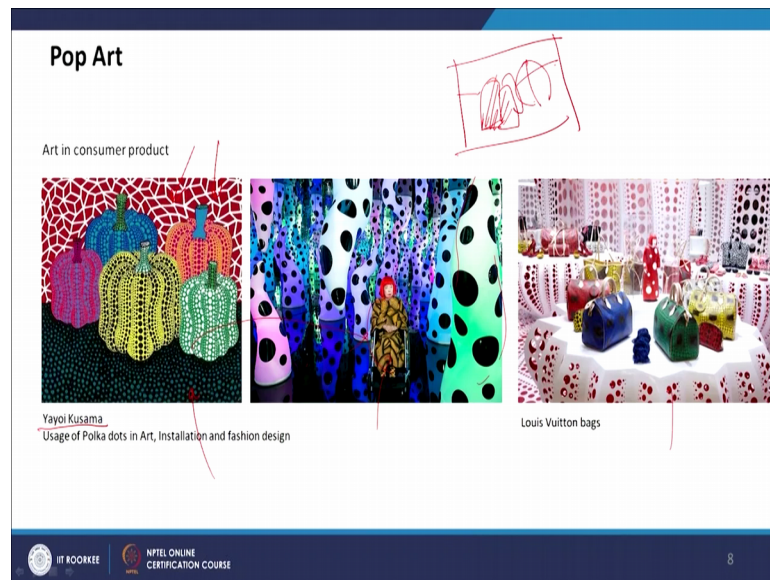 Pop Art
Art in consumer product
Yayoi Kusama
Usage of Polka dots in Art, Installation and fashion design
Louis Vuitton bags
IIT ROORKEE
NPTEL ONLINE
CERTIFICATION COURSE
8